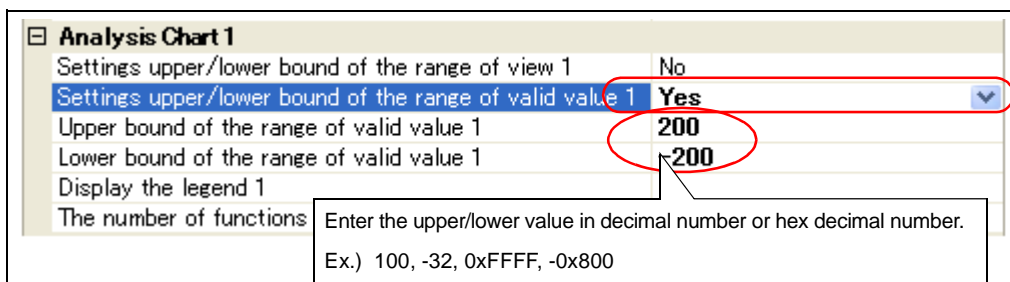 Analysis Chart 1
Settings upper/lower bound of the range of view 1 No
Settings upper/lower bound of the range of valid value 1 Yes
Upper bound of the range of valid value 1 200
Lower bound of the range of valid value 1 -200
Display the legend 1
The number of functions
Enter the upper/lower value in decimal number or hex decimal number.
Ex.) 100, -32, 0xFFFF, -0x800